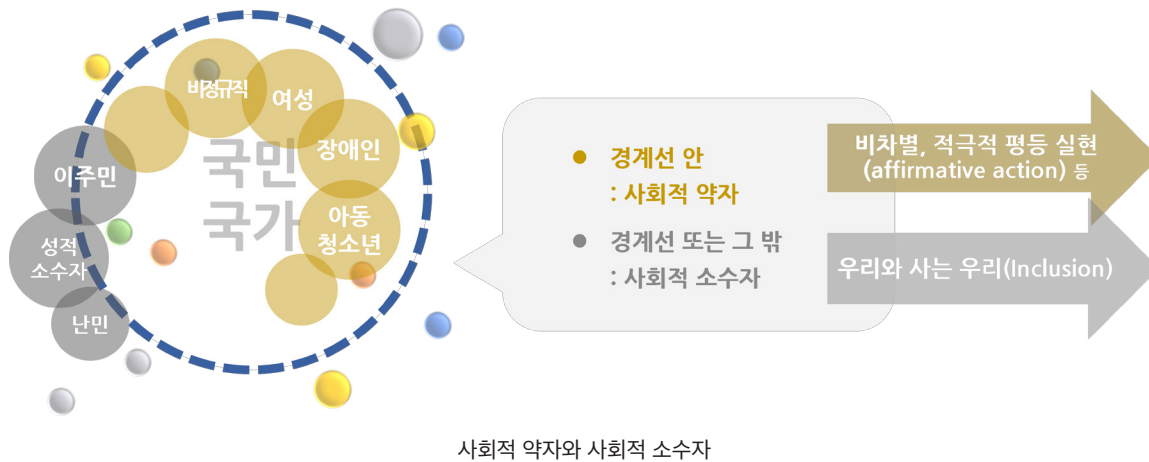 비정규직
여성
장애인
아동
청소년
국민
국가
이주민
성적
소수자
난민
● 경계선 안
: 사회적 약자
● 경계선 또는 그 밖
: 사회적 소수자
비차별, 적극적 평등 실현
(affirmative action) 등
우리와 사는 우리(Inclusion)
사회적 약자와 사회적 소수자